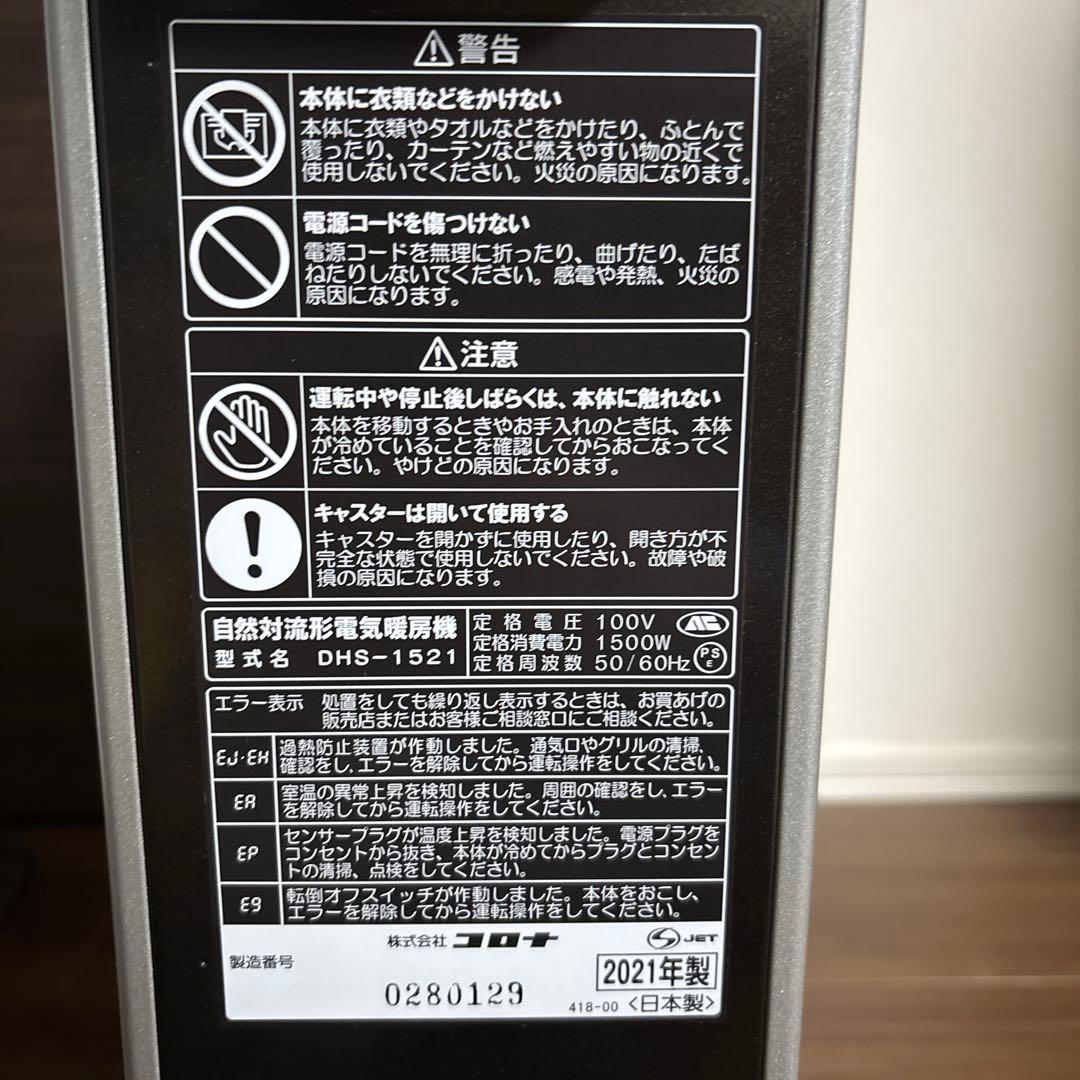 ⚠警告
本体に衣類などをかけない
本体に衣類やタオルなどをかけたり、ふとんで
覆ったり、カーテンなど燃えやすい物の近くで
使用しないでください。火災の原因になります。
電源コードを傷つけない
電源コードを無理に折ったり、曲げたり、たば
ねたりしないでください。感電や発熱、火災の
原因になります。
⚠注意
運転中や停止後しばらくは、本体に触れない
本体を移動するときやお手入れのときは、本体
が冷めていることを確認してからおこなってく
ださい。やけどの原因になります。
キャスターは開いて使用する
キャスターを開かずに使用したり、開き方が不
完全な状態で使用しないでください。故障や破
損の原因になります。
自然対流形電気暖房機
型式名 DHS-1521
定格電圧 100V
定格消費電力 1500W
定格周波数 50/60Hz
PS
E
エラー表示 処置をしても繰り返し表示するときは、お買あげの
販売店またはお客様ご相談窓口にご相談ください。
EJ・EH 過熱防止装置が作動しました。通気口やグリルの清掃、
確認をし、エラーを解除してから運転操作をしてください。
EA 室温の異常上昇を検知しました。周囲の確認をし、エラー
を解除してから運転操作をしてください。
EP センサープラグが温度上昇を検知しました。電源プラグを
コンセントから抜き、本体が冷めてからプラグとコンセン
トの清掃、点検をしてください。
E9 転倒オフスイッチが作動しました。本体をおこし、
エラーを解除してから運転操作をしてください。
株式会社 コロナ
S JET
製造番号
0280129
2021年製
418-00 <日本製>